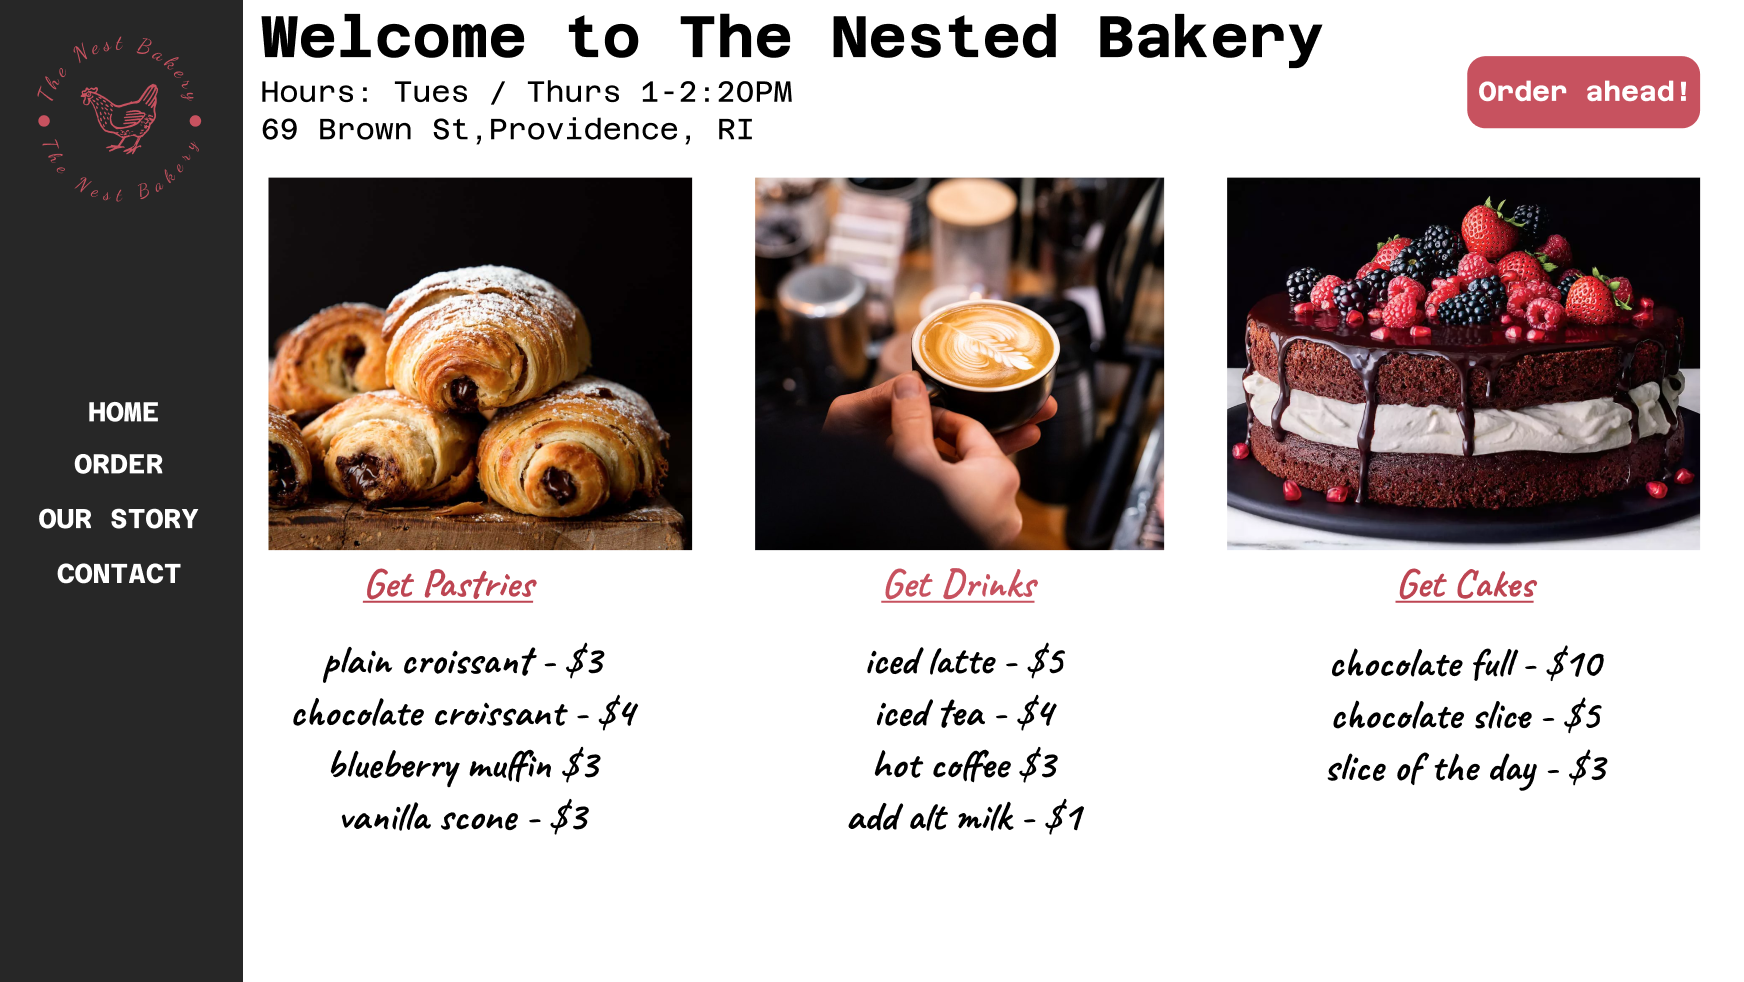 The Nest Bakery
The Nest Bakery
Welcome to The Nested Bakery
Hours: Tues / Thurs 1-2:20PM
69 Brown St,Providence, RI
Order ahead!
HOME
ORDER
OUR STORY
CONTACT
Get Pastries
plain croissant - $3
chocolate croissant - $4
blueberry muffin $3
vanilla scone - $3
Get Drinks
iced latte - $5
iced tea - $4
hot coffee $3
add alt milk - $1
Get Cakes
chocolate full - $10
chocolate slice - $5
slice of the day - $3